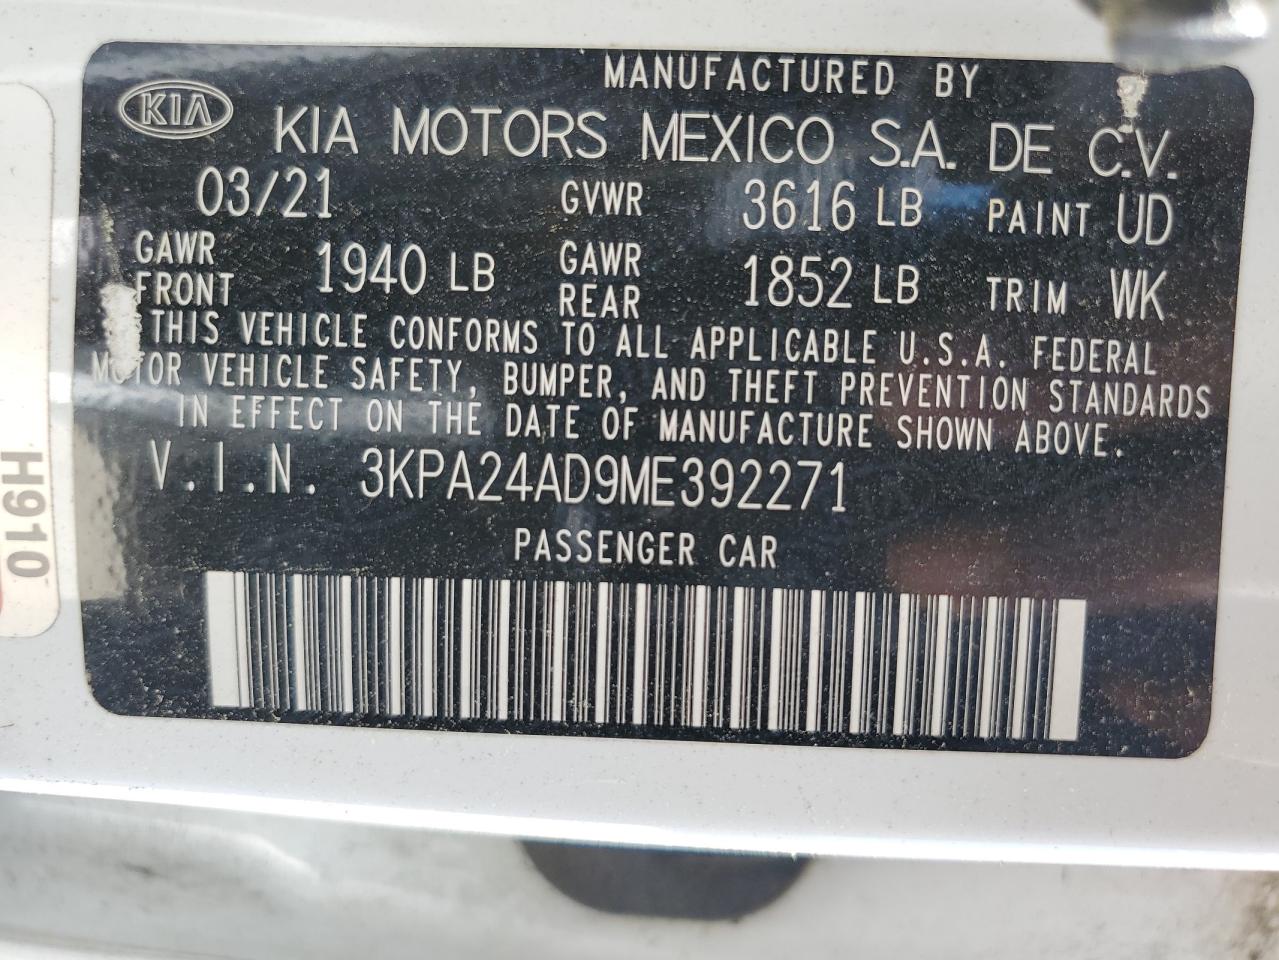 MANUFACTURED BY
KIA
KIA MOTORS MEXICO S.A. DE C.V.
03/21 GVWR 3616 LB PAINT UD
GAWR FRONT 1940 LB GAWR REAR 1852 LB TRIM WK
THIS VEHICLE CONFORMS TO ALL APPLICABLE U.S.A. FEDERAL
MOTOR VEHICLE SAFETY, BUMPER, AND THEFT PREVENTION STANDARDS
IN EFFECT ON THE DATE OF MANUFACTURE SHOWN ABOVE.
V.I.N. 3KPA24AD9ME392271
PASSENGER CAR
H910